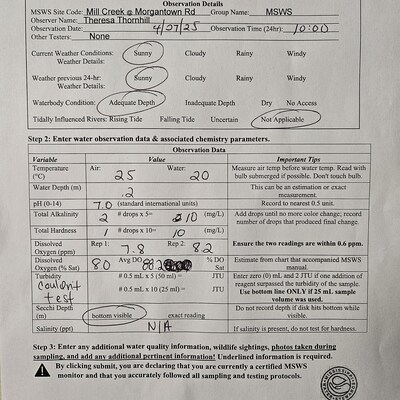 Observation Details
MSWS Site Code: Mill Creek @ Morgantown Rd Group Name: MSWS
Observer Name: Theresa Thornhill
Observation Date: 4/27/25 Observation Time (24hr): 10:00
Other Testers: None
Current Weather Conditions: Sunny Cloudy Rainy Windy
Weather Details:
Weather previous 24-hr: Sunny Cloudy Rainy Windy
Weather Details:
Waterbody Condition: Adequate Depth Inadequate Depth Dry No Access
Tidally Influenced Rivers: Rising Tide Falling Tide Uncertain Not Applicable
Step 2: Enter water observation data & associated chemistry parameters.
Observation Data
Variable Value Important Tips
Temperature (°C) Air: 25 Water: 20 Measure air temp before water temp. Read with bulb submerged if possible. Don't touch bulb.
Water Depth (m) .2 This can be an estimation or exact measurement.
pH (0-14) 7.0 (standard international units) Record to nearest 0.5 unit.
Total Alkalinity 2 # drops x 5= 10 (mg/L) Add drops until no more color change; record number of drops that produced final change.
Total Hardness 1 # drops x 10= 10 (mg/L)
Dissolved Oxygen (ppm) Rep 1: 7.8 Rep 2: 8.2 Ensure the two readings are within 0.6 ppm.
Dissolved Oxygen (% Sat) 8.0 Avg DO 88.2 % DO Sat Estimate from chart that accompanied MSWS manual.
Turbidity # 0.5 mL x 5 (50 ml) = JTU Enter zero (0) mL and 2 JTU if one addition of reagent surpassed the turbidity of the sample.
couldnt test # 0.5 mL x 10 (25 ml) = JTU Use bottom line ONLY if 25 mL sample volume was used.
Secchi Depth (m) bottom visible exact reading Do not record depth if disk hits bottom while visible.
Salinity (ppt) N/A If salinity is present, do not test for hardness.
Step 3: Enter any additional water quality information, wildlife sightings, photos taken during
sampling, and add any additional pertinent information! Underlined information is required.
By clicking submit, you are declaring that you are currently a certified MSWS
monitor and that you accurately followed all sampling and testing protocols.